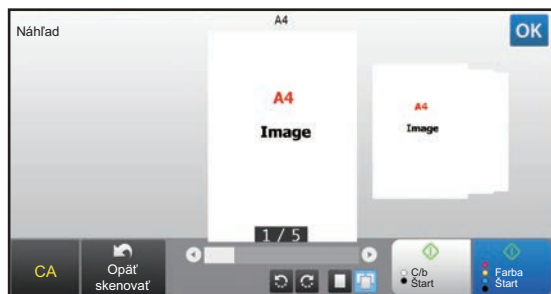 Náhľad
A4
OK
A4
Image
A4
Image
1 / 5
CA
Opäť
skenovať
C/b
Štart
Farba
Štart